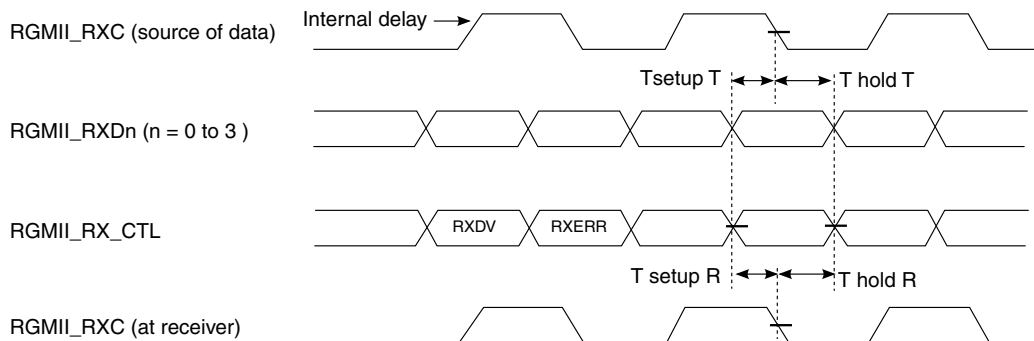 Internal delay
RGMII_RXC (source of data)
Tsetup T
T hold T
RGMII_RXDn (n = 0 to 3 )
RGMII_RX_CTL
RXDV
RXERR
T setup R
T hold R
RGMII_RXC (at receiver)